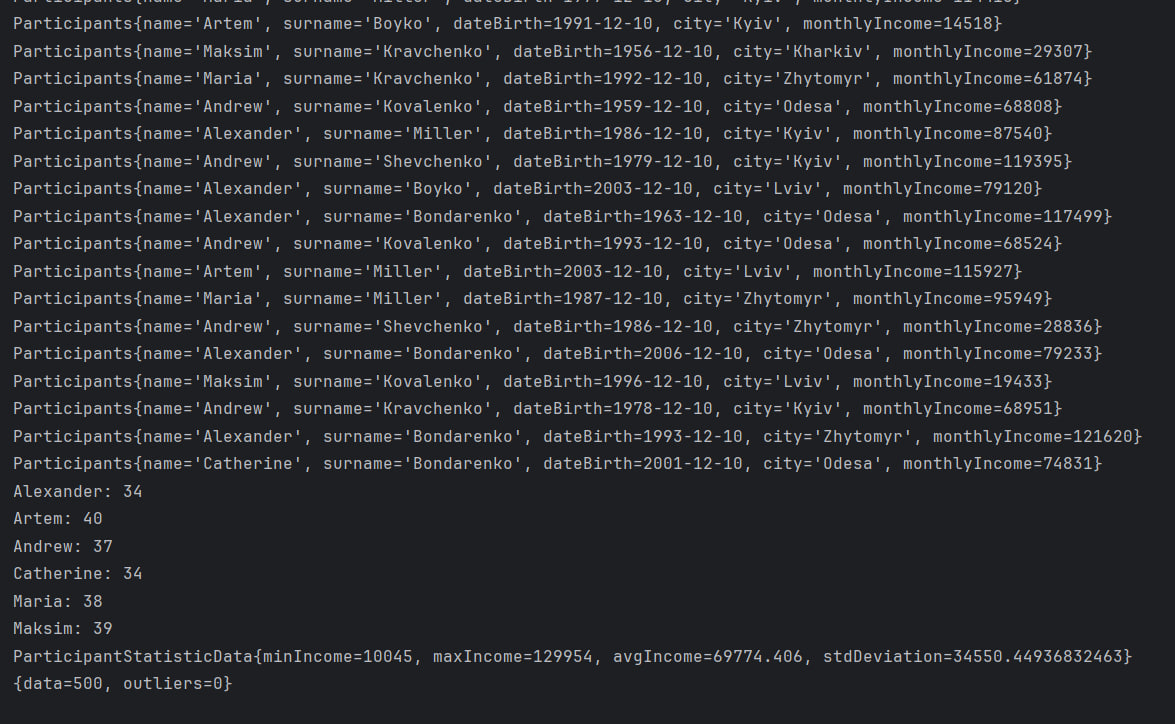 Participants{name='Artem', surname='Boyko', dateBirth=1991-12-10, city='Kyiv', monthlyIncome=14518}
Participants{name='Maksim', surname='Kravchenko', dateBirth=1956-12-10, city='Kharkiv', monthlyIncome=29307}
Participants{name='Maria', surname='Kravchenko', dateBirth=1992-12-10, city='Zhytomyr', monthlyIncome=61874}
Participants{name='Andrew', surname='Kovalenko', dateBirth=1959-12-10, city='Odesa', monthlyIncome=68808}
Participants{name='Alexander', surname='Miller', dateBirth=1986-12-10, city='Kyiv', monthlyIncome=87540}
Participants{name='Andrew', surname='Shevchenko', dateBirth=1979-12-10, city='Kyiv', monthlyIncome=119395}
Participants{name='Alexander', surname='Boyko', dateBirth=2003-12-10, city='Lviv', monthlyIncome=79120}
Participants{name='Alexander', surname='Bondarenko', dateBirth=1963-12-10, city='Odesa', monthlyIncome=117499}
Participants{name='Andrew', surname='Kovalenko', dateBirth=1993-12-10, city='Odesa', monthlyIncome=68524}
Participants{name='Artem', surname='Miller', dateBirth=2003-12-10, city='Lviv', monthlyIncome=115927}
Participants{name='Maria', surname='Miller', dateBirth=1987-12-10, city='Zhytomyr', monthlyIncome=95949}
Participants{name='Andrew', surname='Shevchenko', dateBirth=1986-12-10, city='Zhytomyr', monthlyIncome=28836}
Participants{name='Alexander', surname='Bondarenko', dateBirth=2006-12-10, city='Odesa', monthlyIncome=79233}
Participants{name='Maksim', surname='Kovalenko', dateBirth=1996-12-10, city='Lviv', monthlyIncome=19433}
Participants{name='Andrew', surname='Kravchenko', dateBirth=1978-12-10, city='Kyiv', monthlyIncome=68951}
Participants{name='Alexander', surname='Bondarenko', dateBirth=1993-12-10, city='Zhytomyr', monthlyIncome=121620}
Participants{name='Catherine', surname='Bondarenko', dateBirth=2001-12-10, city='Odesa', monthlyIncome=74831}
Alexander: 34
Artem: 40
Andrew: 37
Catherine: 34
Maria: 38
Maksim: 39
ParticipantStatisticData{minIncome=10045, maxIncome=129954, avgIncome=69774.406, stdDeviation=34550.44936832463}
{data=500, outliers=0}